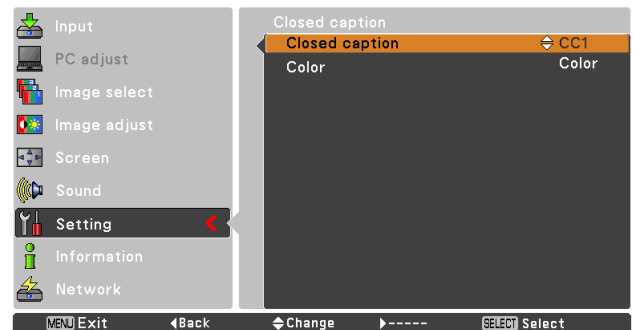 Input
PC adjust
Image select
Image adjust
Screen
Sound
Setting
Information
Network
Closed caption
Closed caption CC1
Color Color
MENU Exit Back Change ----- SELECT Select